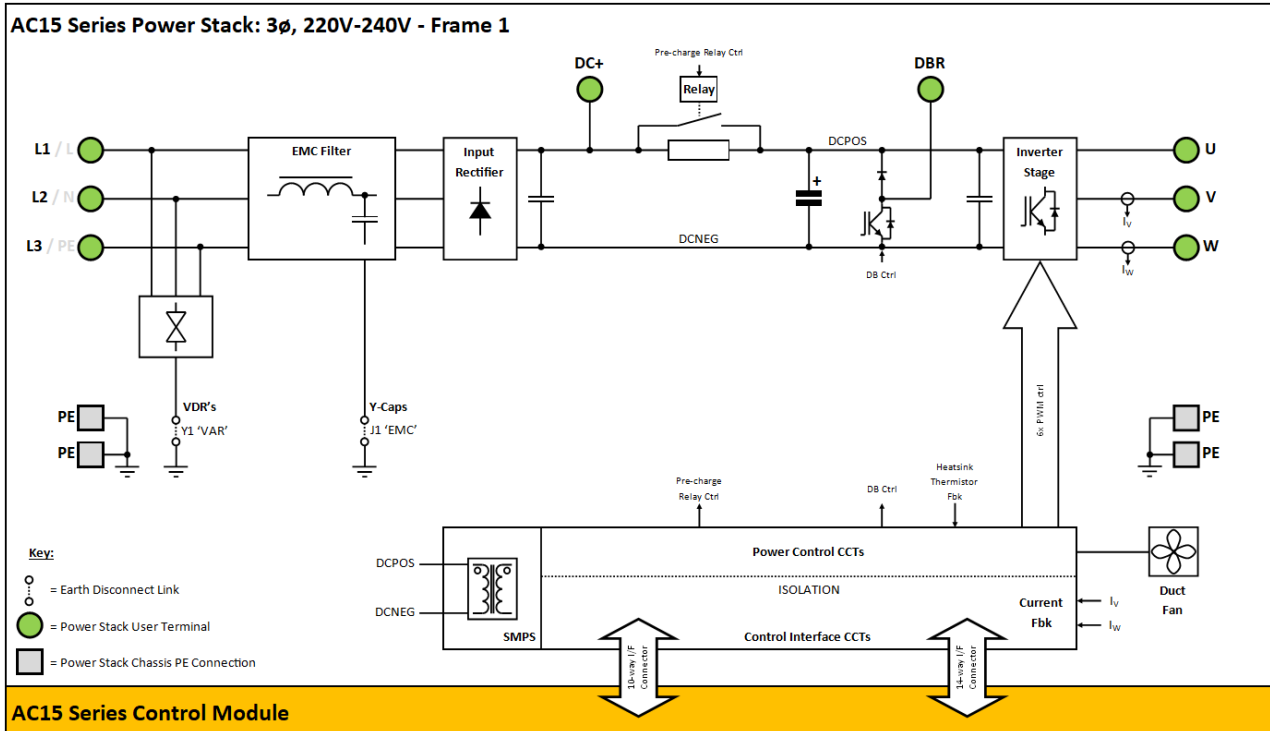 AC15 Series Power Stack: 3ø, 220V-240V - Frame 1
Pre-charge Relay Ctrl
DC+
DBR
Relay
L1 / L
EMC Filter
Input
Rectifier
DCPOS
Inverter
Stage
U
L2 / N
+
V
IV
L3 / PE
DCNEG
W
DB Ctrl
IW
6x PWM ctrl
VDR's
Y-Caps
PE
Y1 'VAR'
J1 'EMC'
PE
PE
PE
Pre-charge
Relay Ctrl
DB Ctrl
Heatsink
Thermistor
Fbk
Key:
= Earth Disconnect Link
= Power Stack User Terminal
= Power Stack Chassis PE Connection
DCPOS
DCNEG
SMPS
Power Control CCTs
ISOLATION
Control Interface CCTs
Current
Fbk
IV
IW
Duct
Fan
10-way I/F
Connector
14-way I/F
Connector
AC15 Series Control Module